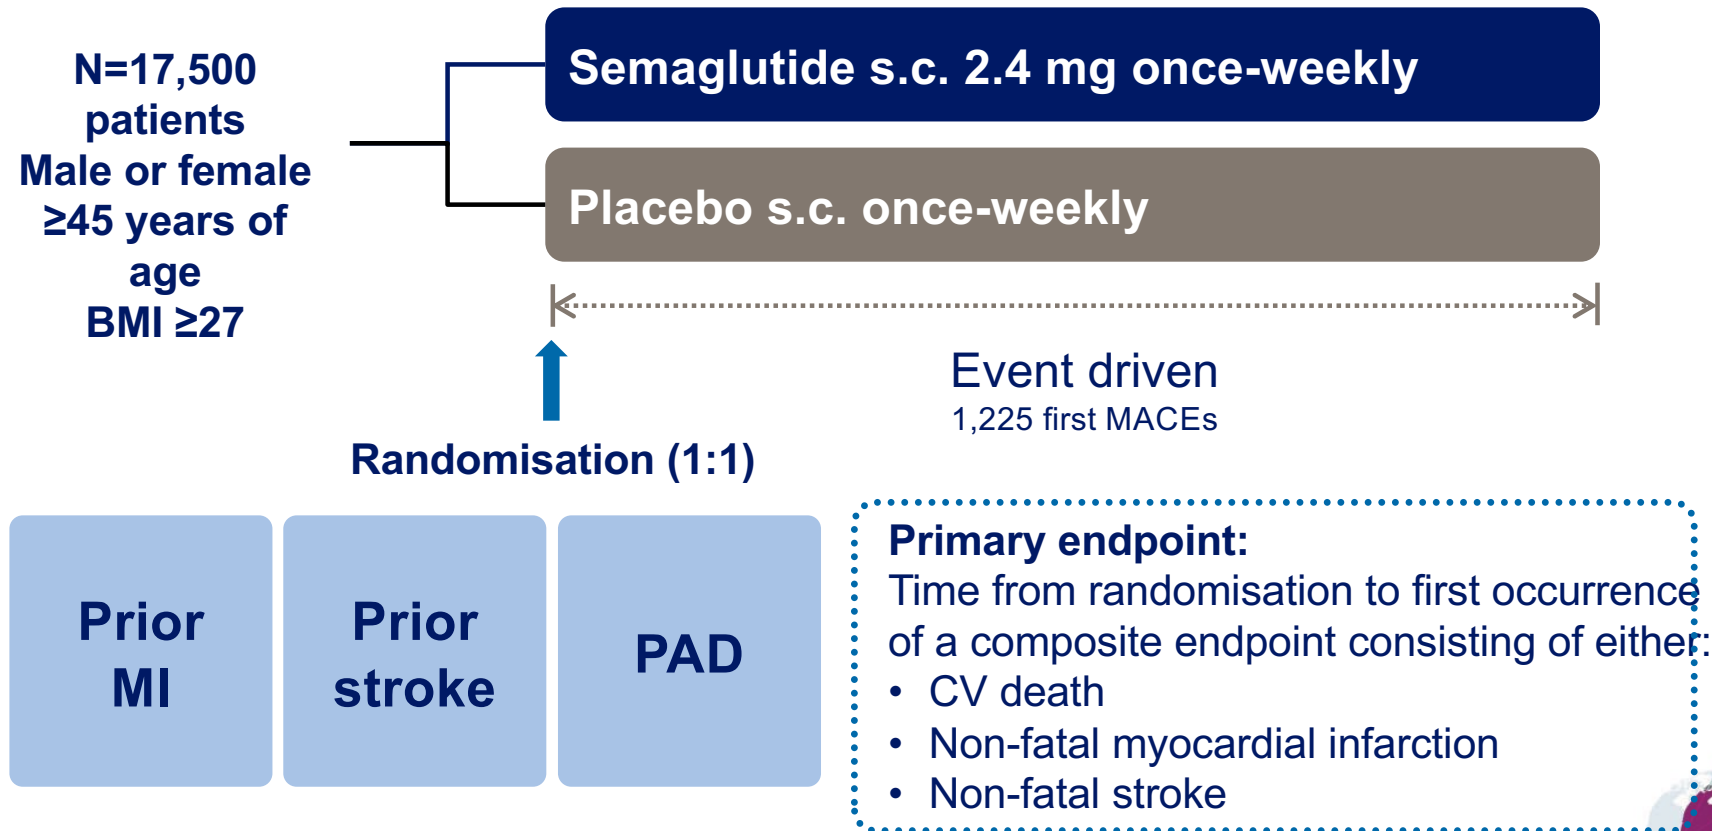 N=17,500
patients
Male or female
≥45 years of
age
BMI ≥27
Semaglutide s.c. 2.4 mg once-weekly
Placebo s.c. once-weekly
Event driven
1,225 first MACEs
Randomisation (1:1)
Prior
MI
Prior
stroke
PAD
Primary endpoint:
Time from randomisation to first occurrence
of a composite endpoint consisting of either:
• CV death
• Non-fatal myocardial infarction
• Non-fatal stroke